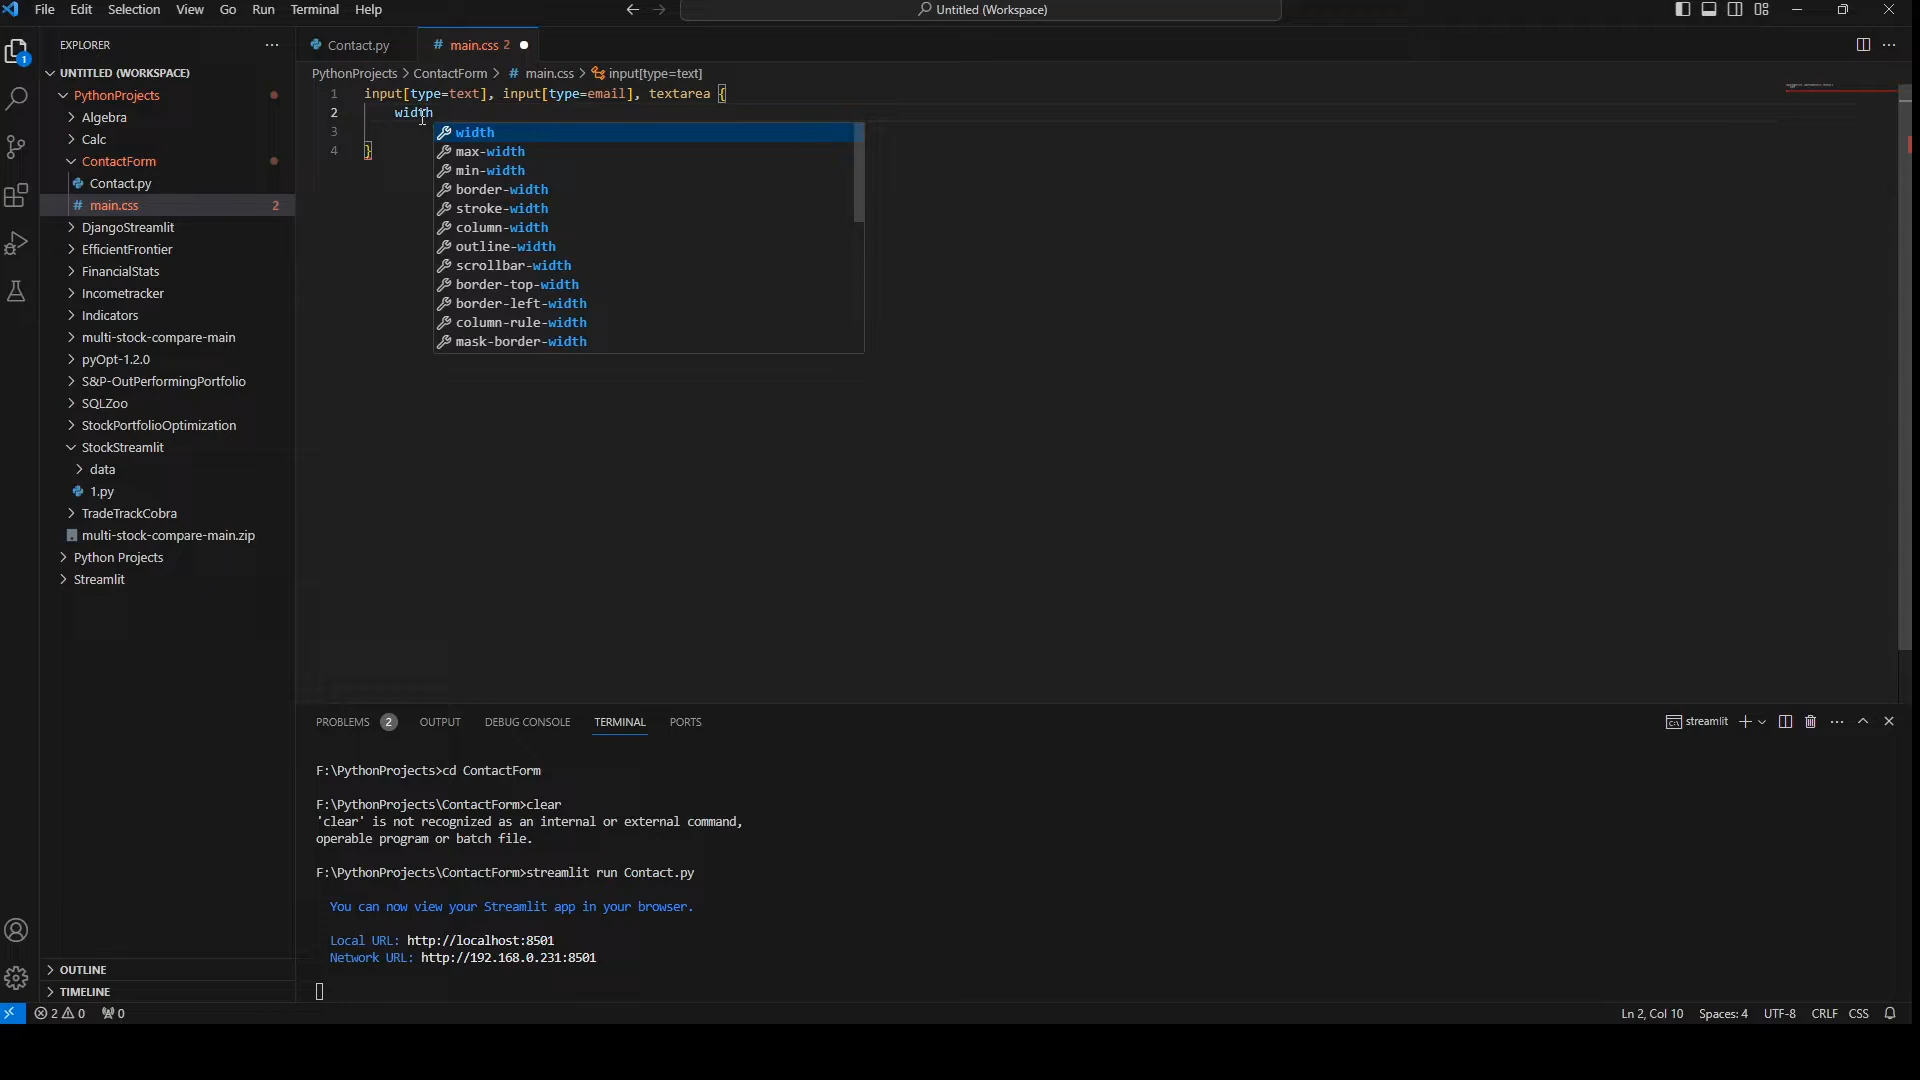 File Edit Selection View Go Run Terminal Help
Untitled (Workspace)
EXPLORER
Contact.py
# main.css 2
UNTITLED (WORKSPACE)
PythonProjects > ContactForm > # main.css > input[type=text]
PythonProjects
Algebra
Calc
ContactForm
Contact.py
# main.css 2
DjangoStreamlit
EfficientFrontier
FinancialStats
Incometracker
Indicators
multi-stock-compare-main
pyOpt-1.2.0
S&P-OutPerformingPortfolio
SQLZoo
StockPortfolioOptimization
StockStreamlit
data
1.py
TradeTrackCobra
multi-stock-compare-main.zip
Python Projects
Streamlit
OUTLINE
TIMELINE
1 input[type=text], input[type=email], textarea {
2 width
3
4 }
width
max-width
min-width
border-width
stroke-width
column-width
outline-width
scrollbar-width
border-top-width
border-left-width
column-rule-width
mask-border-width
PROBLEMS 2 OUTPUT DEBUG CONSOLE TERMINAL PORTS
streamlit
F:\PythonProjects>cd ContactForm
F:\PythonProjects\ContactForm>clear
'clear' is not recognized as an internal or external command,
operable program or batch file.
F:\PythonProjects\ContactForm>streamlit run Contact.py
You can now view your Streamlit app in your browser.
Local URL: http://localhost:8501
Network URL: http://192.168.0.231:8501
2 0 0
Ln 2, Col 10 Spaces: 4 UTF-8 CRLF CSS